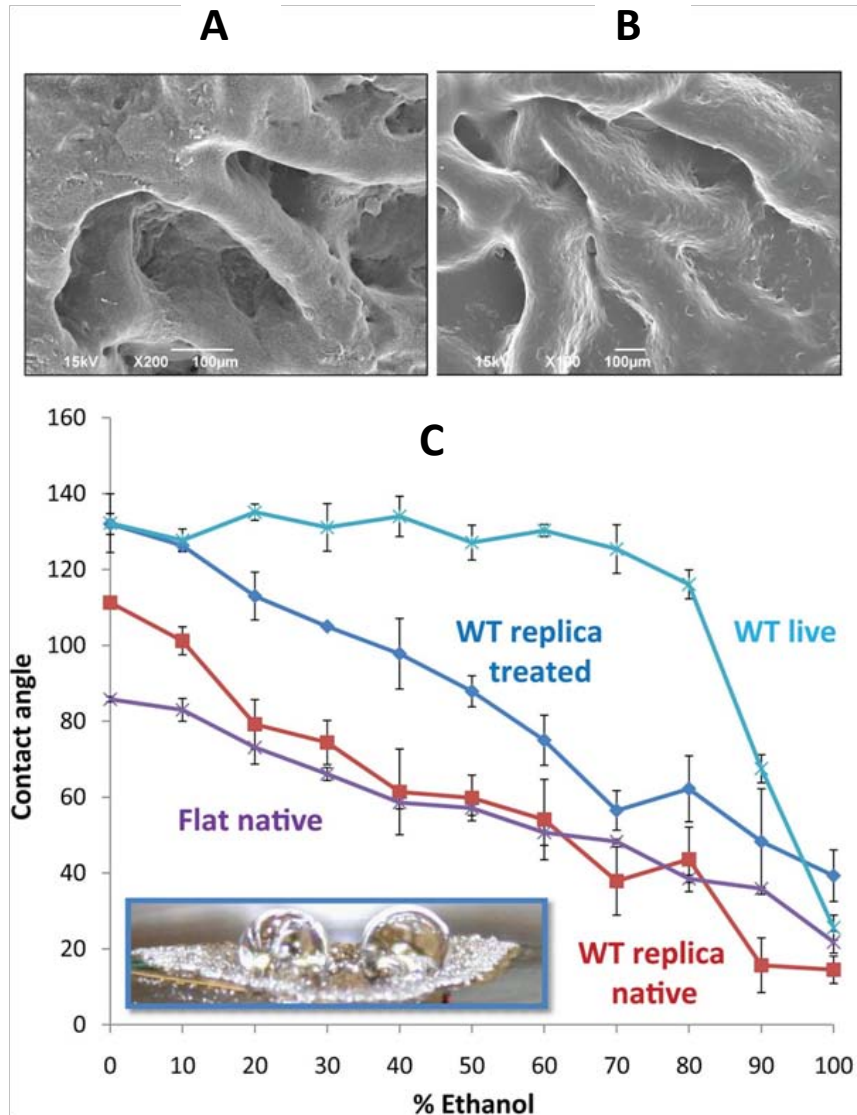 A
B
15kV X200 100μm
15kV X100 100μm
C
160
140
120
100
80
60
40
20
0
Contact angle
WT replica
treated
WT live
Flat native
WT replica
native
0 10 20 30 40 50 60 70 80 90 100
% Ethanol